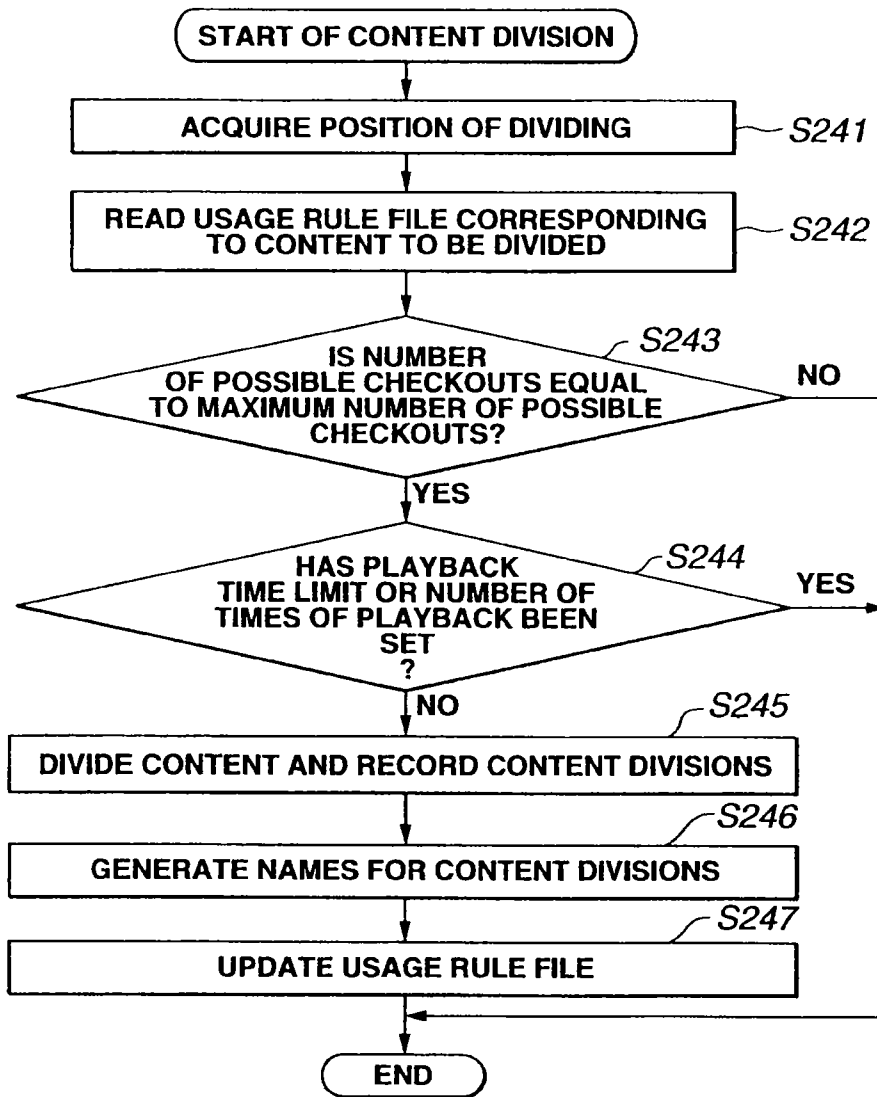 START OF CONTENT DIVISION
ACQUIRE POSITION OF DIVIDING
S241
READ USAGE RULE FILE CORRESPONDING
TO CONTENT TO BE DIVIDED
S242
S243
IS NUMBER
OF POSSIBLE CHECKOUTS EQUAL
TO MAXIMUM NUMBER OF POSSIBLE
CHECKOUTS?
NO
YES
S244
HAS PLAYBACK
TIME LIMIT OR NUMBER OF
TIMES OF PLAYBACK BEEN
SET
?
YES
NO
S245
DIVIDE CONTENT AND RECORD CONTENT DIVISIONS
S246
GENERATE NAMES FOR CONTENT DIVISIONS
S247
UPDATE USAGE RULE FILE
END